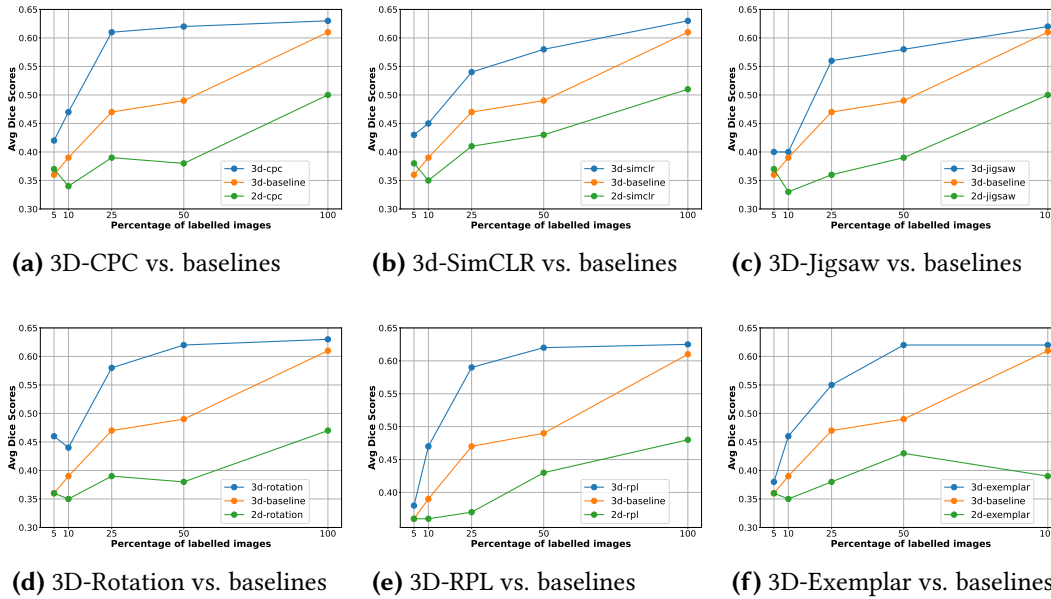 0.65
0.60
0.55
0.50
0.45
0.40
0.35
0.30
Avg Dice Scores
5 10 25 50 100
Percentage of labelled images
3d-cpc
3d-baseline
2d-cpc
(a) 3D-CPC vs. baselines
0.65
0.60
0.55
0.50
0.45
0.40
0.35
0.30
Avg Dice Scores
5 10 25 50 100
Percentage of labelled images
3d-simclr
3d-baseline
2d-simclr
(b) 3d-SimCLR vs. baselines
0.65
0.60
0.55
0.50
0.45
0.40
0.35
0.30
Avg Dice Scores
5 10 25 50 10
Percentage of labelled images
3d-jigsaw
3d-baseline
2d-jigsaw
(c) 3D-Jigsaw vs. baselines
0.65
0.60
0.55
0.50
0.45
0.40
0.35
0.30
Avg Dice Scores
5 10 25 50 100
Percentage of labelled images
3d-rotation
3d-baseline
2d-rotation
(d) 3D-Rotation vs. baselines
0.65
0.60
0.55
0.50
0.45
0.40
Avg Dice Scores
5 10 25 50 100
Percentage of labelled images
3d-rpl
3d-baseline
2d-rpl
(e) 3D-RPL vs. baselines
0.65
0.60
0.55
0.50
0.45
0.40
0.35
0.30
Avg Dice Scores
5 10 25 50 10
Percentage of labelled images
3d-exemplar
3d-baseline
2d-exemplar
(f) 3D-Exemplar vs. baselines